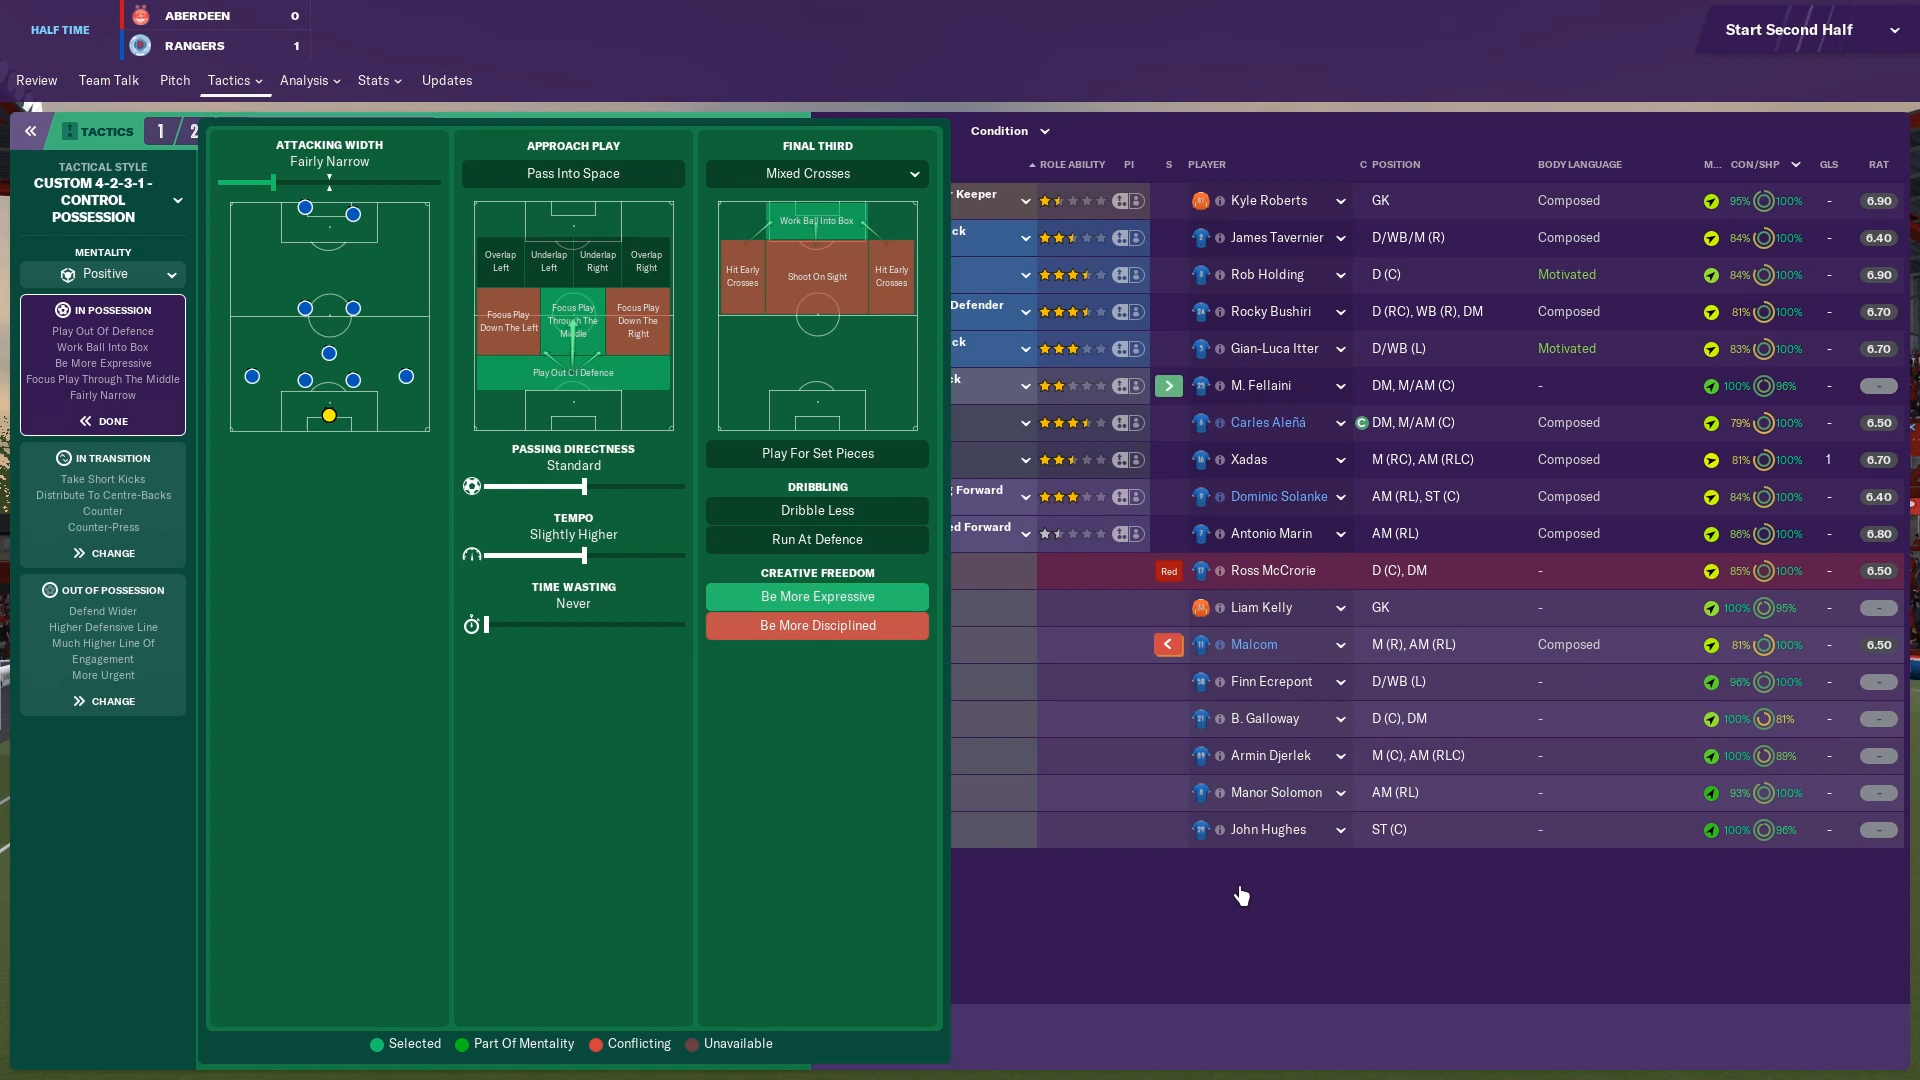 HALF TIME
ABERDEEN 0
RANGERS 1
Start Second Half
Review Team Talk Pitch Tactics Analysis Stats Updates
TACTICS 1 2
TACTICAL STYLE
CUSTOM 4-2-3-1 -
CONTROL
POSSESSION
MENTALITY
Positive
IN POSSESSION
Play Out Of Defence
Work Ball Into Box
Be More Expressive
Focus Play Through The Middle
Fairly Narrow
DONE
IN TRANSITION
Take Short Kicks
Distribute To Centre-Backs
Counter
Counter-Press
CHANGE
OUT OF POSSESSION
Defend Wider
Higher Defensive Line
Much Higher Line Of
Engagement
More Urgent
CHANGE
ATTACKING WIDTH
Fairly Narrow
APPROACH PLAY
Pass Into Space
Overlap
Left
Underlap
Left
Underlap
Right
Overlap
Right
Focus Play
Down The Left
Focus Play
Through The
Middle
Focus Play
Down The
Right
Play Out Of Defence
PASSING DIRECTNESS
Standard
TEMPO
Slightly Higher
TIME WASTING
Never
FINAL THIRD
Mixed Crosses
Work Ball Into Box
Hit Early
Crosses
Shoot On Sight
Hit Early
Crosses
Play For Set Pieces
DRIBBLING
Dribble Less
Run At Defence
CREATIVE FREEDOM
Be More Expressive
Be More Disciplined
Selected Part Of Mentality Conflicting Unavailable
Condition
ROLE ABILITY PI S PLAYER C POSITION BODY LANGUAGE M... CON/SHP GLS RAT
r Keeper Kyle Roberts GK Composed 95% 100% - 6.90
ck James Tavernier D/WB/M (R) Composed 84% 100% - 6.40
Rob Holding D (C) Motivated 84% 100% - 6.90
Defender Rocky Bushiri D (RC), WB (R), DM Composed 81% 100% - 6.70
ck Gian-Luca Itter D/WB (L) Motivated 83% 100% - 6.70
ck M. Fellaini DM, M/AM (C) - 100% 96% - -
Carles Aleñá C DM, M/AM (C) Composed 79% 100% - 6.50
Xadas M (RC), AM (RLC) Composed 81% 100% 1 6.70
g Forward Dominic Solanke AM (RL), ST (C) Composed 84% 100% - 6.40
ed Forward Antonio Marin AM (RL) Composed 86% 100% - 6.80
Red Ross McCrorie D (C), DM - 85% 100% - 6.50
Liam Kelly GK - 100% 95% - -
Malcom M (R), AM (RL) Composed 81% 100% - 6.50
Finn Ecrepont D/WB (L) - 96% 100% - -
B. Galloway D (C), DM - 100% 81% - -
Armin Djerlek M (C), AM (RLC) - 100% 89% - -
Manor Solomon AM (RL) - 93% 100% - -
John Hughes ST (C) - 100% 96% - -